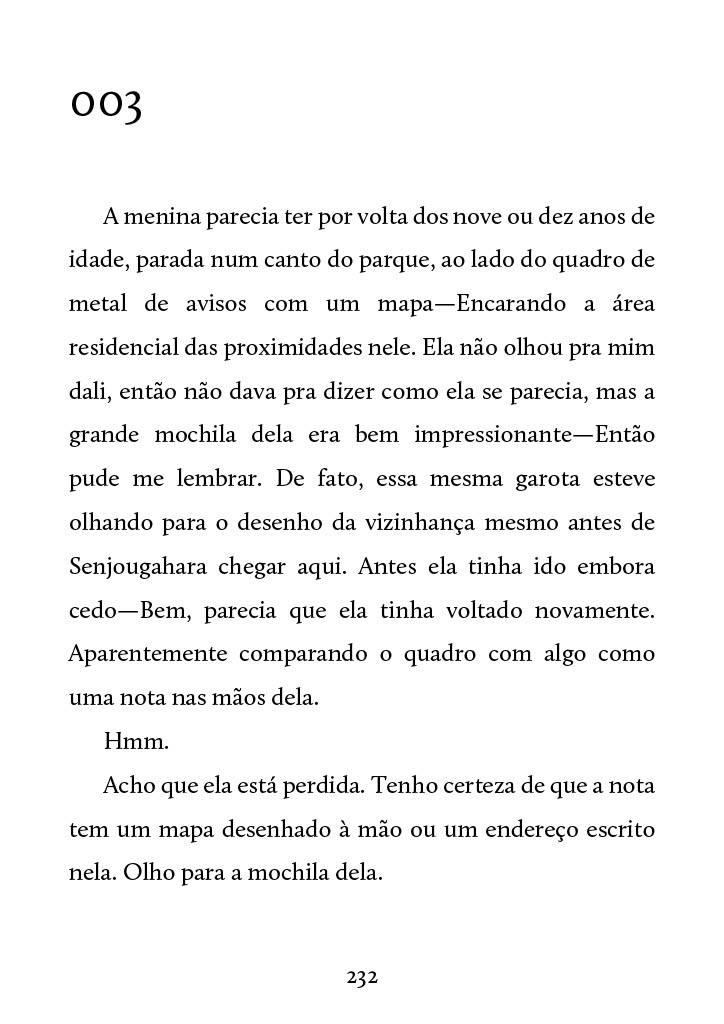 003
A menina parecia ter por volta dos nove ou dez anos de
idade, parada num canto do parque, ao lado do quadro de
metal de avisos com um mapa—Encarando a área
residencial das proximidades nele. Ela não olhou pra mim
dali, então não dava pra dizer como ela se parecia, mas a
grande mochila dela era bem impressionante—Então
pude me lembrar. De fato, essa mesma garota esteve
olhando para o desenho da vizinhança mesmo antes de
Senjougahara chegar aqui. Antes ela tinha ido embora
cedo—Bem, parecia que ela tinha voltado novamente.
Aparentemente comparando o quadro com algo como
uma nota nas mãos dela.
Hmm.
Acho que ela está perdida. Tenho certeza de que a nota
tem um mapa desenhado à mão ou um endereço escrito
nela. Olho para a mochila dela.
232